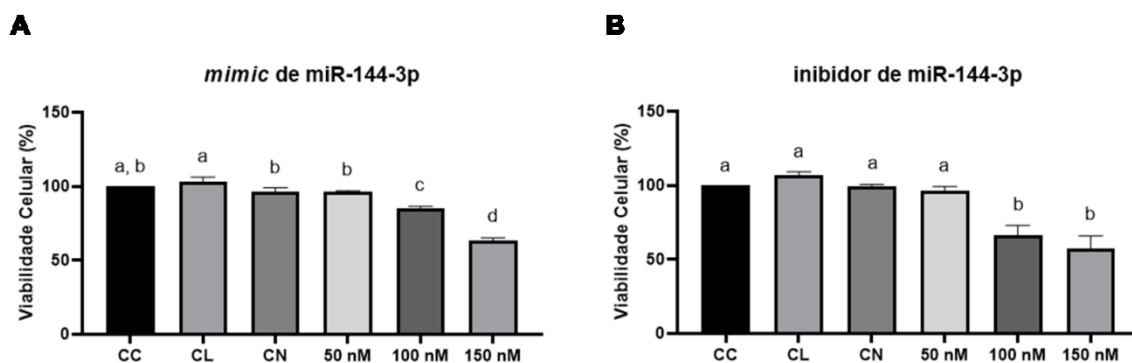 A
mimic de miR-144-3p
Viabilidade Celular (%)
150
100
50
0
a, b
a
b
b
c
d
CC CL CN 50 nM 100 nM 150 nM
B
inibidor de miR-144-3p
Viabilidade Celular (%)
150
100
50
0
a
a
a
a
b
b
CC CL CN 50 nM 100 nM 150 nM